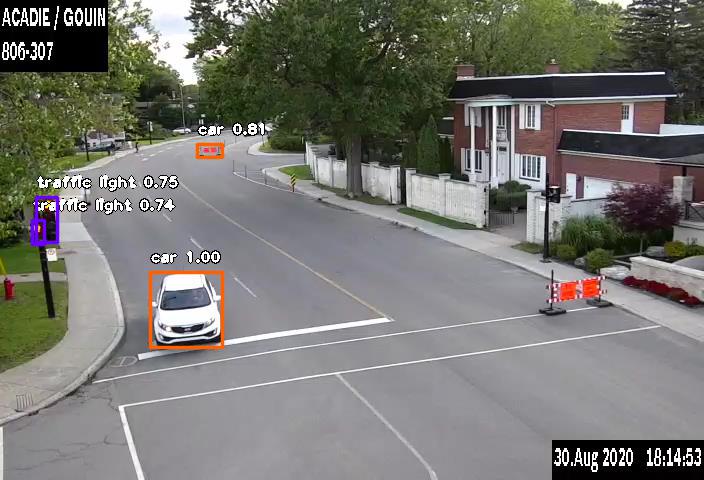 ACADIE / GOUIN
806-307
car 0.81
traffic light 0.75
traffic light 0.74
car 1.00
30.Aug 2020 18:14:53